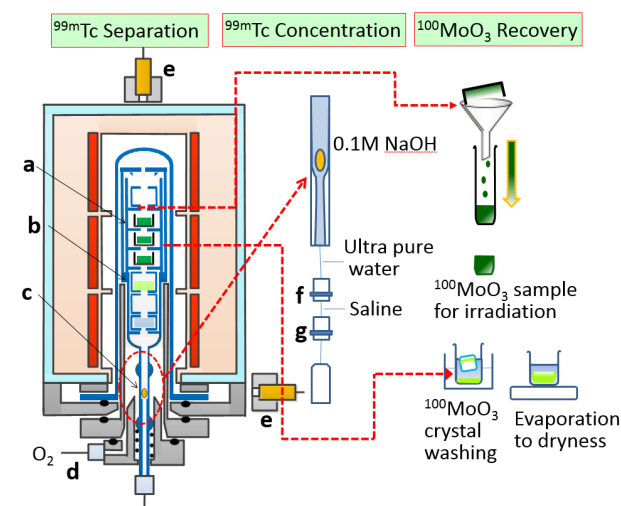 ⁹⁹ᵐTc Separation
⁹⁹ᵐTc Concentration
¹⁰⁰MoO₃ Recovery
e
a
b
c
O₂
d
e
0.1M NaOH
Ultra pure
water
f
Saline
g
¹⁰⁰MoO₃ sample
for irradiation
¹⁰⁰MoO₃
crystal
washing
Evaporation
to dryness